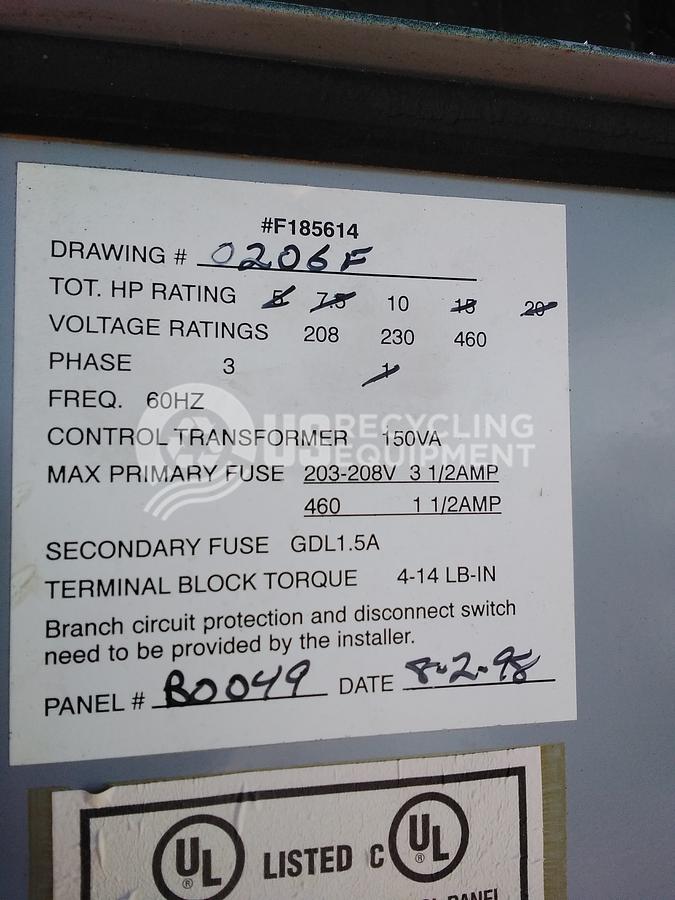 #F185614
DRAWING # 0206F
TOT. HP RATING 5 7.5 10 15 20
VOLTAGE RATINGS 208 230 460
PHASE 3 1
FREQ. 60HZ
US RECYCLING EQUIPMENT
CONTROL TRANSFORMER 150VA
MAX PRIMARY FUSE 203-208V 3 1/2AMP
460 1 1/2AMP
SECONDARY FUSE GDL1.5A
TERMINAL BLOCK TORQUE 4-14 LB-IN
Branch circuit protection and disconnect switch
need to be provided by the installer.
PANEL # B0049 DATE 8-2-98
UL ® LISTED C UL ®
PANEL